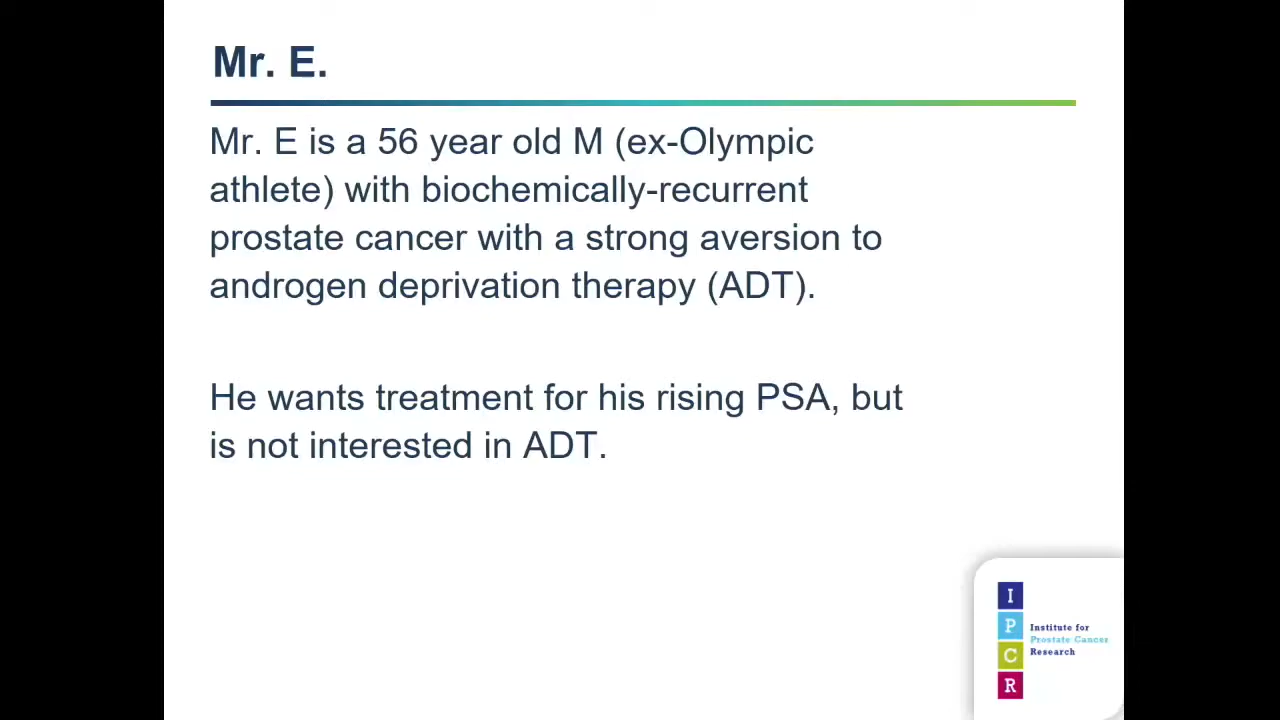 Mr. E.
Mr. E is a 56 year old M (ex-Olympic
athlete) with biochemically-recurrent
prostate cancer with a strong aversion to
androgen deprivation therapy (ADT).
He wants treatment for his rising PSA, but
is not interested in ADT.
I
P
C
R
Institute for
Prostate Cancer
Research